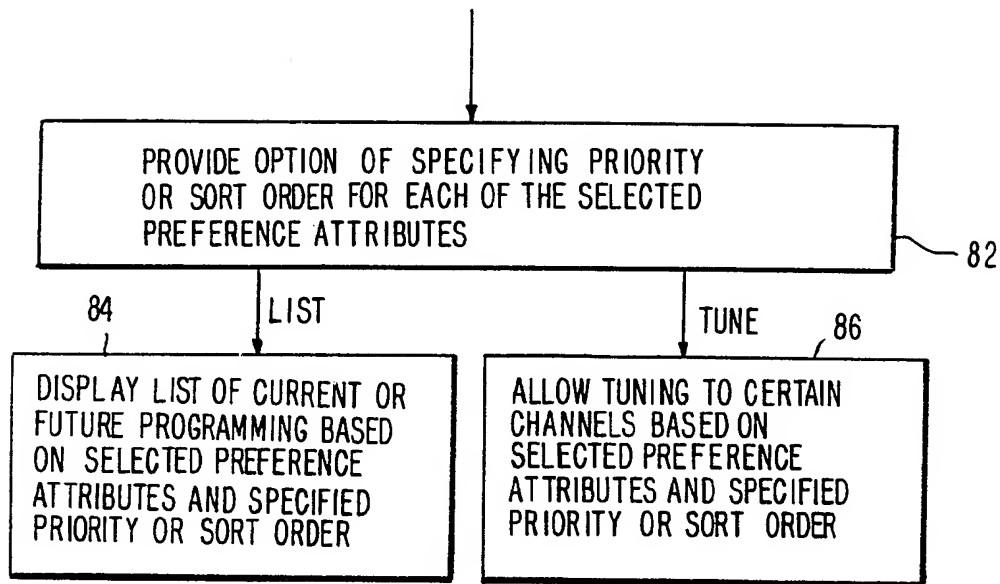 PROVIDE OPTION OF SPECIFYING PRIORITY
OR SORT ORDER FOR EACH OF THE SELECTED
PREFERENCE ATTRIBUTES
82
LIST
TUNE
84
DISPLAY LIST OF CURRENT OR
FUTURE PROGRAMMING BASED
ON SELECTED PREFERENCE
ATTRIBUTES AND SPECIFIED
PRIORITY OR SORT ORDER
86
ALLOW TUNING TO CERTAIN
CHANNELS BASED ON
SELECTED PREFERENCE
ATTRIBUTES AND SPECIFIED
PRIORITY OR SORT ORDER